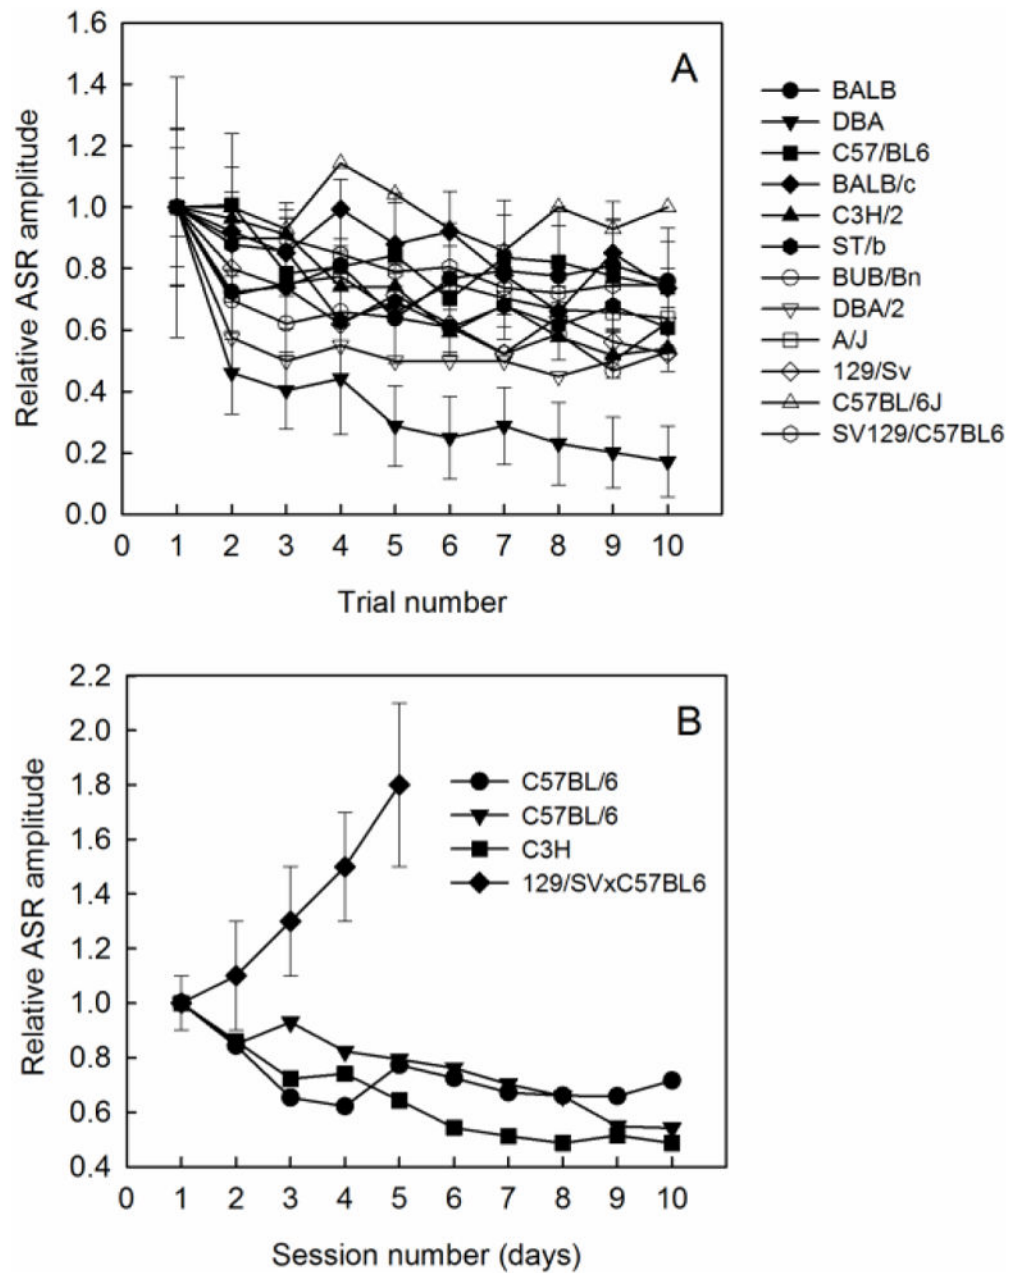 A
Relative ASR amplitude
1.6
1.4
1.2
1.0
0.8
0.6
0.4
0.2
0.0
0 1 2 3 4 5 6 7 8 9 10
Trial number
BALB
DBA
C57/BL6
BALB/c
C3H/2
ST/b
BUB/Bn
DBA/2
A/J
129/Sv
C57BL/6J
SV129/C57BL6
B
Relative ASR amplitude
2.2
2.0
1.8
1.6
1.4
1.2
1.0
0.8
0.6
0.4
0 1 2 3 4 5 6 7 8 9 10
Session number (days)
C57BL/6
C57BL/6
C3H
129/SVxC57BL6